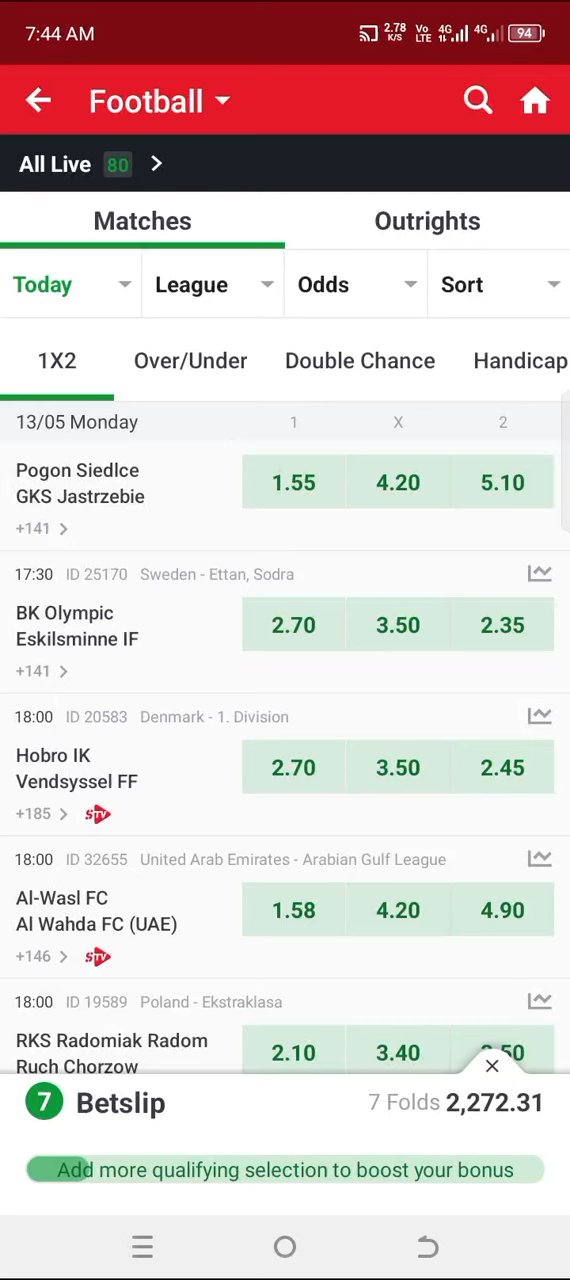 7:44 AM 2.78 K/S Vo LTE 4G 4G 94
Football
All Live 80
Matches Outrights
Today League Odds Sort
1X2 Over/Under Double Chance Handicap
13/05 Monday 1 X 2
Pogon Siedlce
GKS Jastrzebie
1.55 4.20 5.10
+141
17:30 ID 25170 Sweden - Ettan, Sodra
BK Olympic
Eskilsminne IF
2.70 3.50 2.35
+141
18:00 ID 20583 Denmark - 1. Division
Hobro IK
Vendsyssel FF
2.70 3.50 2.45
+185 STV
18:00 ID 32655 United Arab Emirates - Arabian Gulf League
Al-Wasl FC
Al Wahda FC (UAE)
1.58 4.20 4.90
+146 STV
18:00 ID 19589 Poland - Ekstraklasa
RKS Radomiak Radom
Ruch Chorzow
2.10 3.40
7 Betslip 7 Folds 2,272.31
Add more qualifying selection to boost your bonus